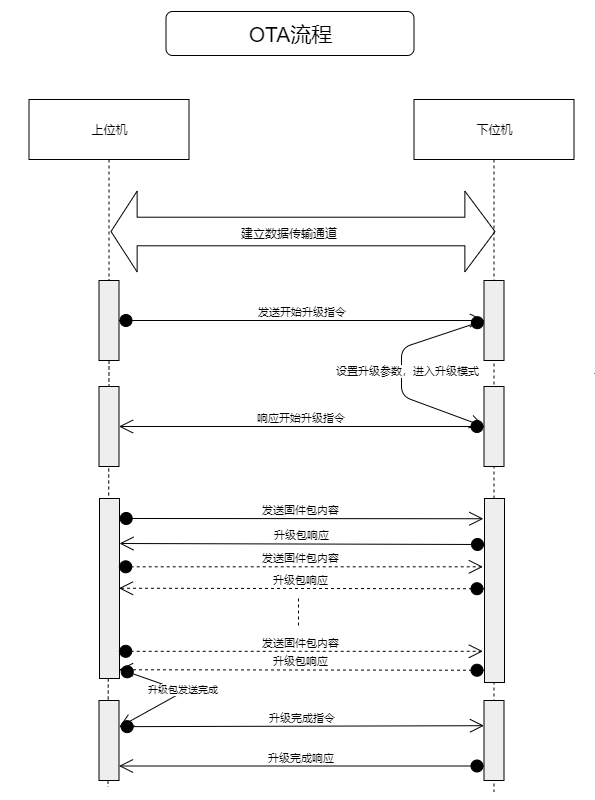 OTA流程
上位机
下位机
建立数据传输通道
发送开始升级指令
设置升级参数，进入升级模式
响应开始升级指令
发送固件包内容
升级包响应
发送固件包内容
升级包响应
发送固件包内容
升级包响应
升级包发送完成
升级完成指令
升级完成响应